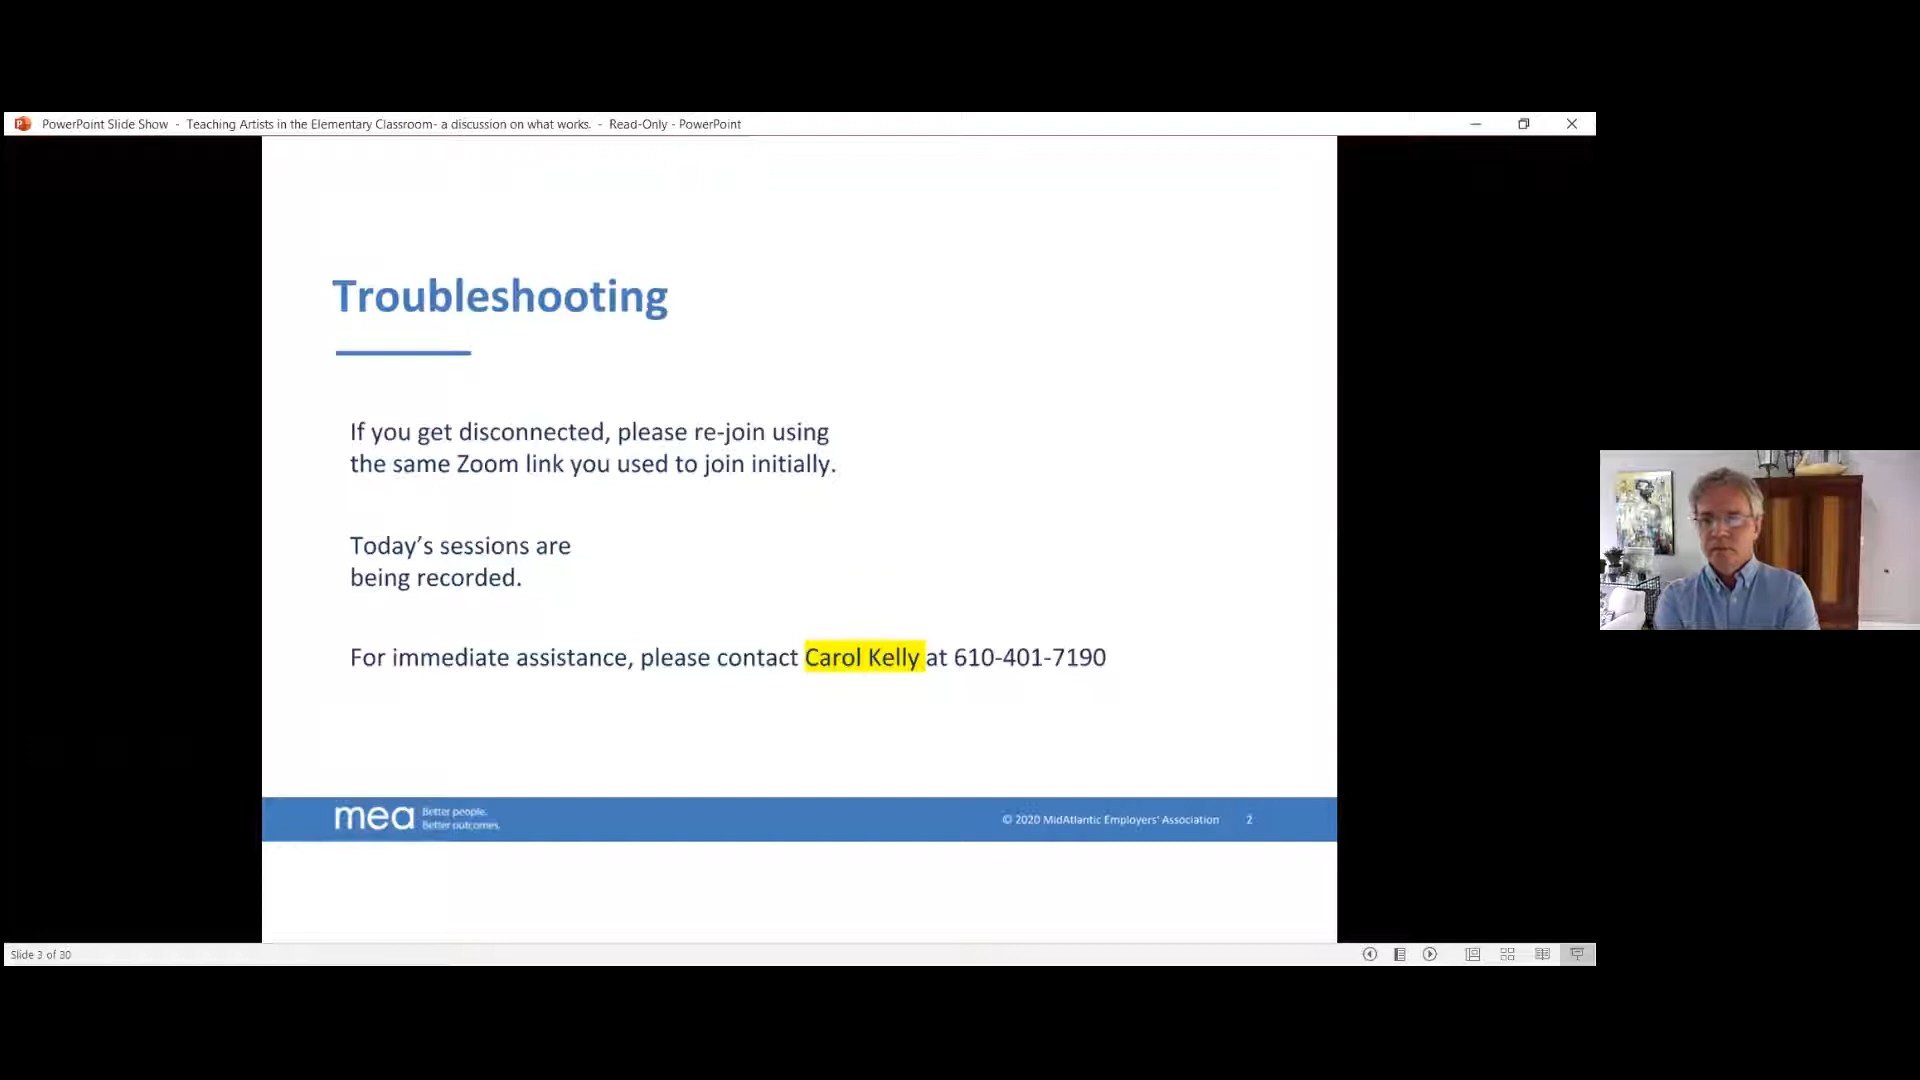 PowerPoint Slide Show - Teaching Artists in the Elementary Classroom- a discussion on what works. - Read-Only - PowerPoint
Troubleshooting
If you get disconnected, please re-join using
the same Zoom link you used to join initially.
Today’s sessions are
being recorded.
For immediate assistance, please contact Carol Kelly at 610-401-7190
mea
Better people.
Better outcomes.
© 2020 MidAtlantic Employers' Association 2
Slide 3 of 30